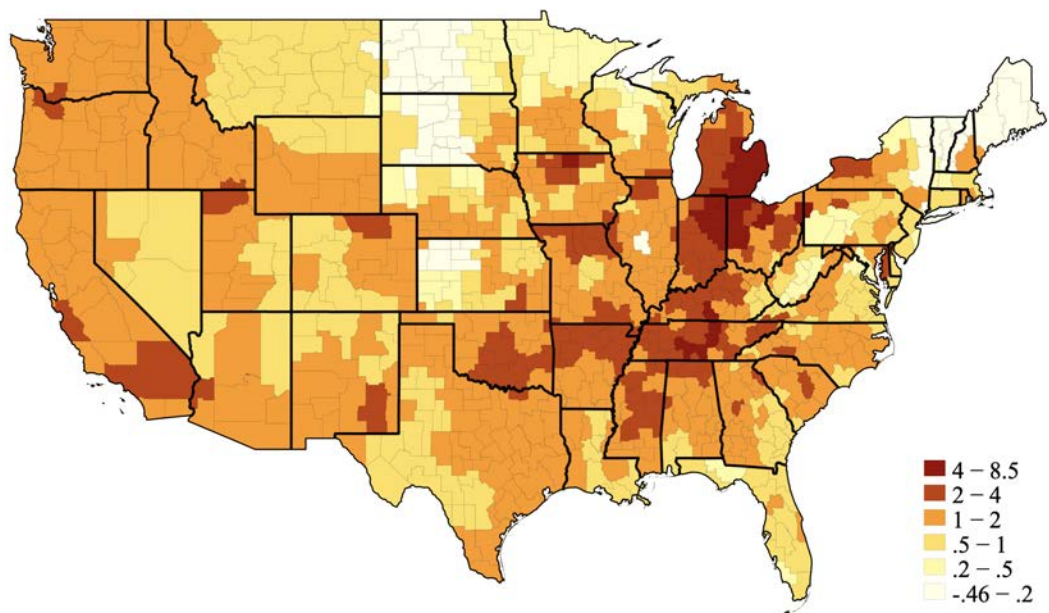 4 – 8.5
2 – 4
1 – 2
.5 – 1
.2 – .5
-.46 – .2